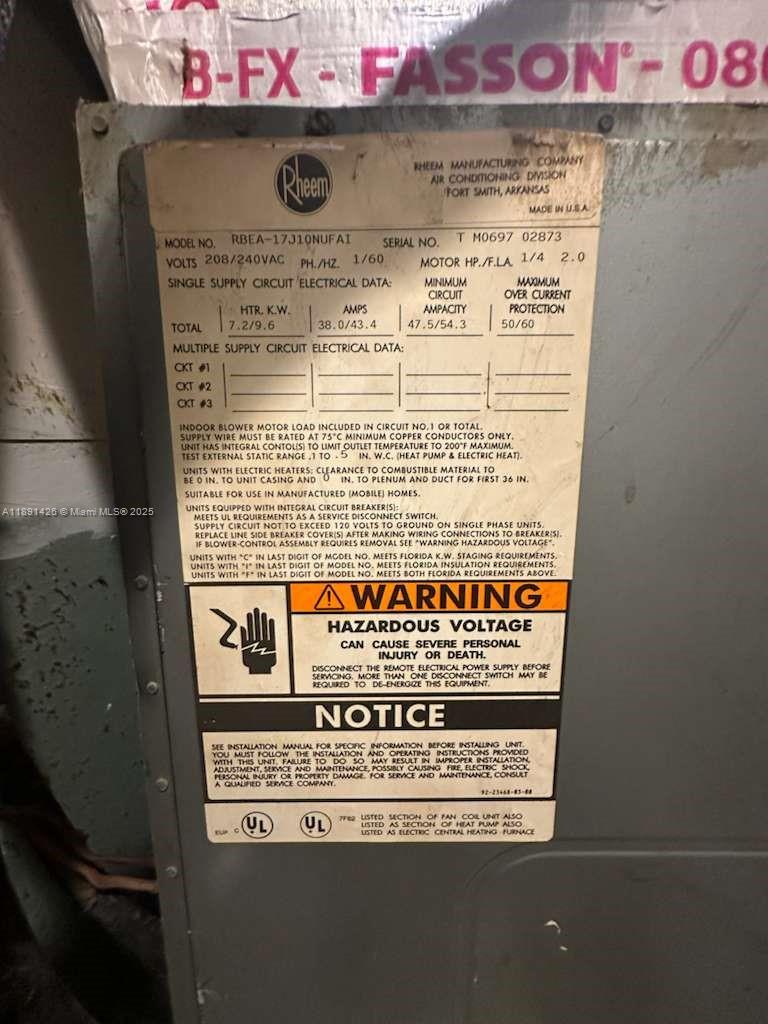 B-FX - FASSON® - 080
Rheem
RHEEM MANUFACTURING COMPANY
AIR CONDITIONING DIVISION
FORT SMITH, ARKANSAS
MADE IN U.S.A.
MODEL NO. RBEA-17J10NUFAI SERIAL NO. T M0697 02873
VOLTS 208/240VAC PH./HZ. 1/60 MOTOR HP./F.L.A. 1/4 2.0
SINGLE SUPPLY CIRCUIT ELECTRICAL DATA: MINIMUM CIRCUIT AMPACITY MAXIMUM OVER CURRENT PROTECTION
HTR. K.W. AMPS
TOTAL 7.2/9.6 38.0/43.4 47.5/54.3 50/60
MULTIPLE SUPPLY CIRCUIT ELECTRICAL DATA:
CKT #1
CKT #2
CKT #3
INDOOR BLOWER MOTOR LOAD INCLUDED IN CIRCUIT NO.1 OR TOTAL.
SUPPLY WIRE MUST BE RATED AT 75°C MINIMUM COPPER CONDUCTORS ONLY.
UNIT HAS INTEGRAL CONTOL(S) TO LIMIT OUTLET TEMPERATURE TO 200°F MAXIMUM.
TEST EXTERNAL STATIC RANGE .1 TO .5 IN. W.C. (HEAT PUMP & ELECTRIC HEAT).
UNITS WITH ELECTRIC HEATERS: CLEARANCE TO COMBUSTIBLE MATERIAL TO
BE 0 IN. TO UNIT CASING AND 0 IN. TO PLENUM AND DUCT FOR FIRST 36 IN.
SUITABLE FOR USE IN MANUFACTURED (MOBILE) HOMES.
UNITS EQUIPPED WITH INTEGRAL CIRCUIT BREAKER(S):
MEETS UL REQUIREMENTS AS A SERVICE DISCONNECT SWITCH.
SUPPLY CIRCUIT NOT TO EXCEED 120 VOLTS TO GROUND ON SINGLE PHASE UNITS.
REPLACE LINE SIDE BREAKER COVER(S) AFTER MAKING WIRING CONNECTIONS TO BREAKER(S).
IF BLOWER-CONTROL ASSEMBLY REQUIRES REMOVAL SEE "WARNING HAZARDOUS VOLTAGE".
UNITS WITH "C" IN LAST DIGIT OF MODEL NO. MEETS FLORIDA K.W. STAGING REQUIREMENTS.
UNITS WITH "I" IN LAST DIGIT OF MODEL NO. MEETS FLORIDA INSULATION REQUIREMENTS.
UNITS WITH "F" IN LAST DIGIT OF MODEL NO. MEETS BOTH FLORIDA REQUIREMENTS ABOVE.
A11891426 © Miami MLS® 2025
WARNING
HAZARDOUS VOLTAGE
CAN CAUSE SEVERE PERSONAL
INJURY OR DEATH.
DISCONNECT THE REMOTE ELECTRICAL POWER SUPPLY BEFORE
SERVICING. MORE THAN ONE DISCONNECT SWITCH MAY BE
REQUIRED TO DE-ENERGIZE THIS EQUIPMENT.
NOTICE
SEE INSTALLATION MANUAL FOR SPECIFIC INFORMATION BEFORE INSTALLING UNIT.
YOU MUST FOLLOW THE INSTALLATION AND OPERATING INSTRUCTIONS PROVIDED
WITH THIS UNIT. FAILURE TO DO SO MAY RESULT IN IMPROPER INSTALLATION,
ADJUSTMENT, SERVICE AND MAINTENANCE, POSSIBLY CAUSING FIRE, ELECTRIC SHOCK,
PERSONAL INJURY OR PROPERTY DAMAGE. FOR SERVICE AND MAINTENANCE, CONSULT
A QUALIFIED SERVICE COMPANY.
92-23468-03-08
EUP C UL UL 7F82 LISTED SECTION OF FAN COIL UNIT ALSO
LISTED AS SECTION OF HEAT PUMP ALSO
LISTED AS ELECTRIC CENTRAL HEATING FURNACE